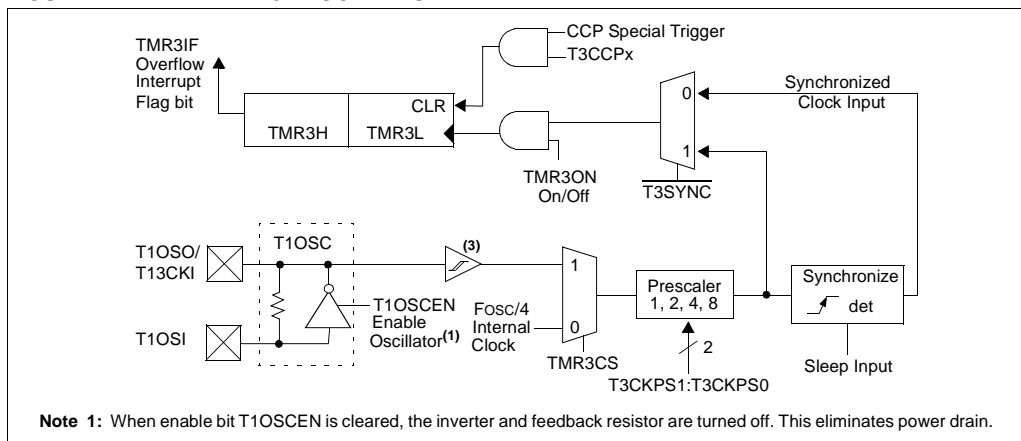 CCP Special Trigger
T3CCPx
TMR3IF
Overflow
Interrupt
Flag bit
CLR
TMR3H
TMR3L
0
1
Synchronized
Clock Input
TMR3ON
On/Off
T3SYNC
T1OSC
(3)
T1OSO/
T13CKI
T1OSI
T1OSCEN
Enable
Oscillator(1)
FOSC/4
Internal
Clock
1
0
TMR3CS
Prescaler
1, 2, 4, 8
2
T3CKPS1:T3CKPS0
Synchronize
det
Sleep Input
Note 1: When enable bit T1OSCEN is cleared, the inverter and feedback resistor are turned off. This eliminates power drain.